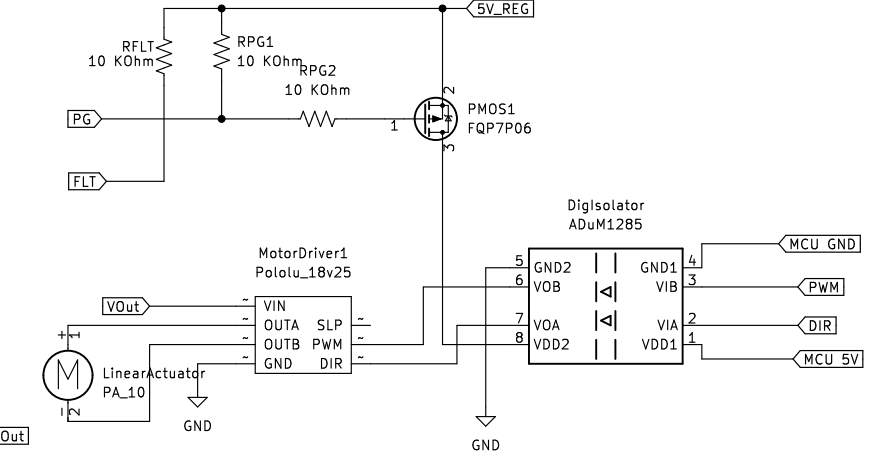 5V_REG
RFLT
10 KOhm
RPG1
10 KOhm
RPG2
10 KOhm
2
PMOS1
FQP7P06
PG
1
3
FLT
DigIsolator
ADuM1285
MotorDriver1
Pololu_18v25
5 GND2 GND1 4 MCU GND
6 VOB VIB 3 PWM
VOut ~ VIN
~ OUTA SLP ~ 7 VOA VIA 2 DIR
~ OUTB PWM ~ 8 VDD2 VDD1 1 MCU 5V
~ GND DIR ~
+ 1
M
LinearActuator
PA_10
- 2
GND
Out
GND